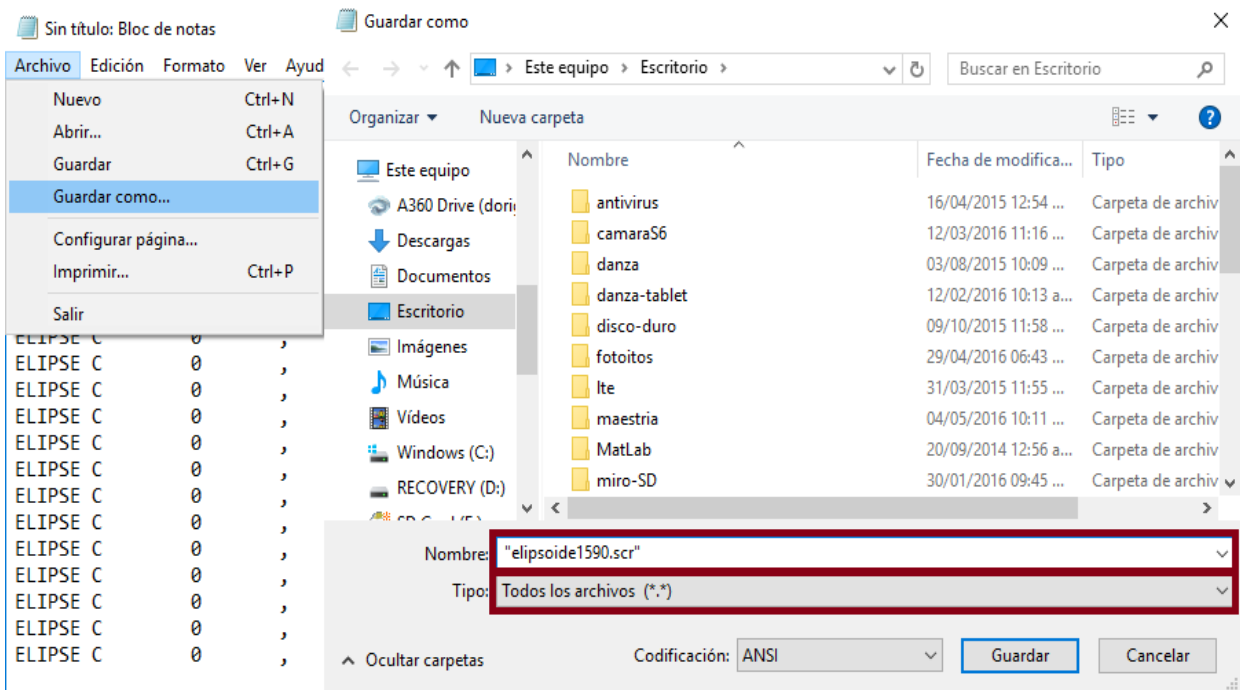 Sin título: Bloc de notas
Archivo Edición Formato Ver Ayud
Nuevo Ctrl+N
Abrir... Ctrl+A
Guardar Ctrl+G
Guardar como...
Configurar página...
Imprimir... Ctrl+P
Salir
ELIPSE C 0 ,
ELIPSE C 0 ,
ELIPSE C 0 ,
ELIPSE C 0 ,
ELIPSE C 0 ,
ELIPSE C 0 ,
ELIPSE C 0 ,
ELIPSE C 0 ,
ELIPSE C 0 ,
ELIPSE C 0 ,
ELIPSE C 0 ,
ELIPSE C 0 ,
ELIPSE C 0 ,
Guardar como
Este equipo > Escritorio >
Buscar en Escritorio
Organizar Nueva carpeta
Este equipo
A360 Drive (dori
Descargas
Documentos
Escritorio
Imágenes
Música
Vídeos
Windows (C:)
RECOVERY (D:)
Nombre Fecha de modifica... Tipo
antivirus 16/04/2015 12:54 ... Carpeta de archiv
camaraS6 12/03/2016 11:16 ... Carpeta de archiv
danza 03/08/2015 10:09 ... Carpeta de archiv
danza-tablet 12/02/2016 10:13 a... Carpeta de archiv
disco-duro 09/10/2015 11:58 ... Carpeta de archiv
fotoitos 29/04/2016 06:43 ... Carpeta de archiv
lte 31/03/2015 11:55 ... Carpeta de archiv
maestria 04/05/2016 10:11 ... Carpeta de archiv
MatLab 20/09/2014 12:56 a... Carpeta de archiv
miro-SD 30/01/2016 09:45 ... Carpeta de archiv
Nombre: "elipsoide1590.scr"
Tipo: Todos los archivos (*.*)
Ocultar carpetas Codificación: ANSI Guardar Cancelar